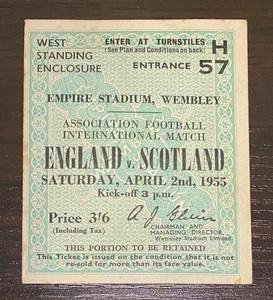 WEST STANDING ENCLOSURE
ENTER AT TURNSTILES
(See Plan and Conditions on back)
ENTRANCE
H
57
EMPIRE STADIUM, WEMBLEY
ASSOCIATION FOOTBALL
INTERNATIONAL MATCH
ENGLAND v. SCOTLAND
SATURDAY, APRIL 2nd, 1955
Kick-off 3 p.m.
Price 3/6
(Including Tax)
A. J. Elvin
CHAIRMAN AND
MANAGING DIRECTOR,
Wembley Stadium Limited
THIS PORTION TO BE RETAINED
This Ticket is issued on the condition that it is not
re-sold for more than its face value.